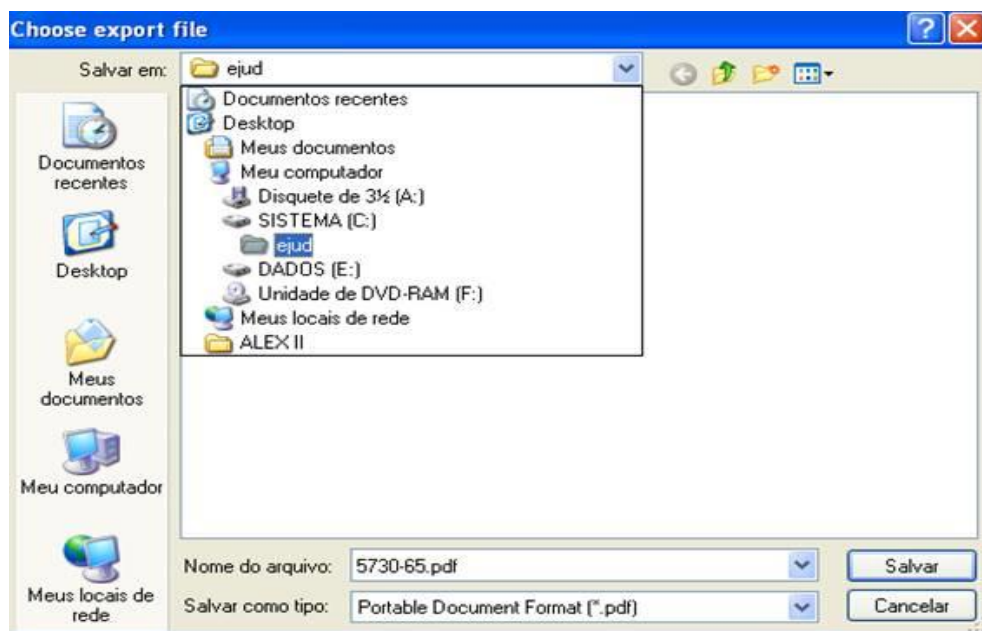 Choose export file
Salvar em: ejud
Documentos recentes
Desktop
Meus documentos
Meu computador
Disquete de 3½ (A:)
SISTEMA (C:)
ejud
DADOS (E:)
Unidade de DVD-RAM (F:)
Meus locais de rede
ALEX II
Documentos
recentes
Desktop
Meus
documentos
Meu computador
Meus locais de
rede
Nome do arquivo: 5730-65.pdf Salvar
Salvar como tipo: Portable Document Format (*.pdf) Cancelar